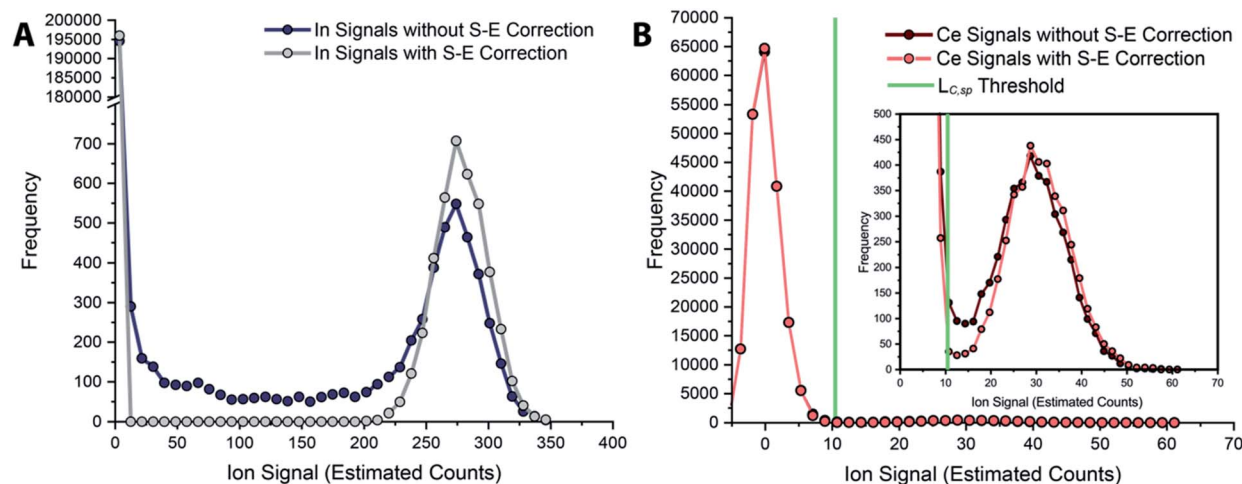 A
In Signals without S-E Correction
In Signals with S-E Correction
200000
195000
190000
185000
180000
700
600
500
400
300
200
100
0
Frequency
0 50 100 150 200 250 300 350 400
Ion Signal (Estimated Counts)
B
Ce Signals without S-E Correction
Ce Signals with S-E Correction
LC,sp Threshold
70000
65000
60000
55000
50000
45000
40000
35000
30000
25000
20000
15000
10000
5000
0
Frequency
0 10 20 30 40 50 60 70
Ion Signal (Estimated Counts)
500
450
400
350
300
250
200
150
100
50
0
Frequency
0 10 20 30 40 50 60 70
Ion Signal (Estimated Counts)